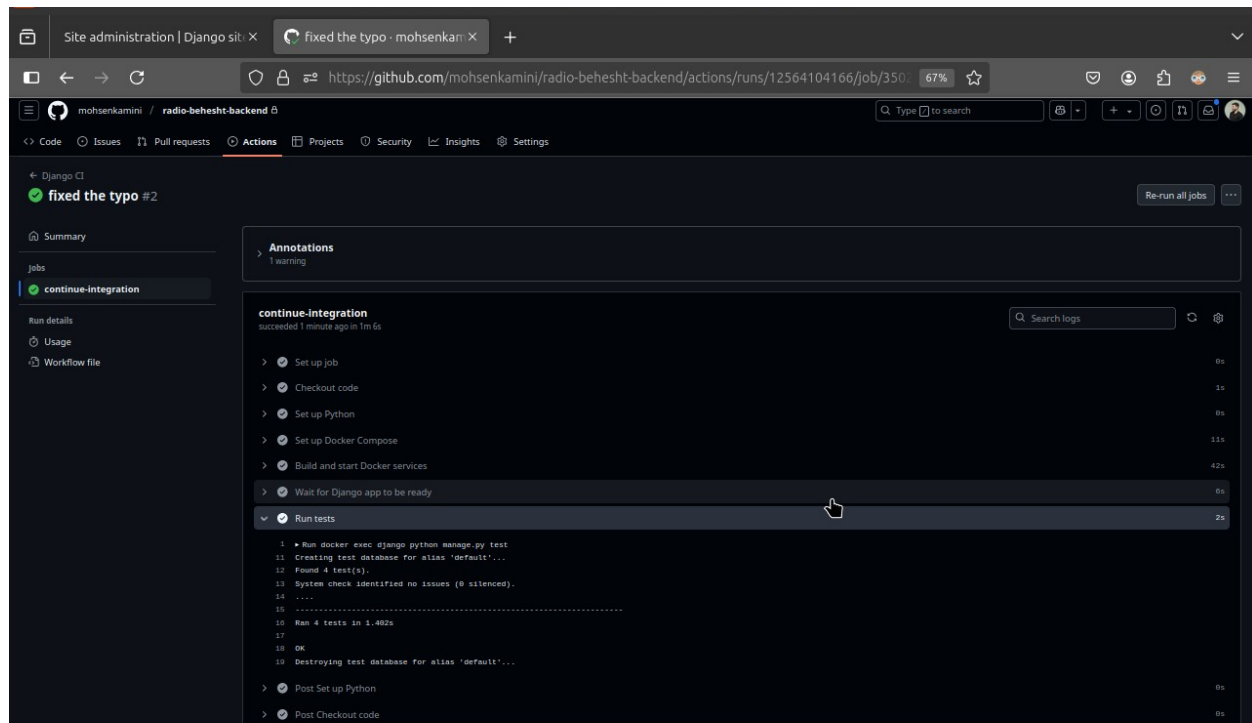 Site administration | Django sit
fixed the typo · mohsenkam
https://github.com/mohsenkamini/radio-behesht-backend/actions/runs/12564104166/job/350 67%
mohsenkamini / radio-behesht-backend
Type / to search
Code Issues Pull requests Actions Projects Security Insights Settings
Django CI
fixed the typo #2
Re-run all jobs
Summary
Jobs
continue-integration
Run details
Usage
Workflow file
Annotations
1 warning
continue-integration
succeeded 1 minute ago in 1m 6s
Search logs
Set up job 0s
Checkout code 1s
Set up Python 0s
Set up Docker Compose 11s
Build and start Docker services 42s
Wait for Django app to be ready 6s
Run tests 2s
1 ▸ Run docker exec django python manage.py test
11 Creating test database for alias 'default'...
12 Found 4 test(s).
13 System check identified no issues (0 silenced).
14 ....
15 ----------------------------------------------------------------------
16 Ran 4 tests in 1.402s
17
18 OK
19 Destroying test database for alias 'default'...
Post Set up Python 0s
Post Checkout code 0s